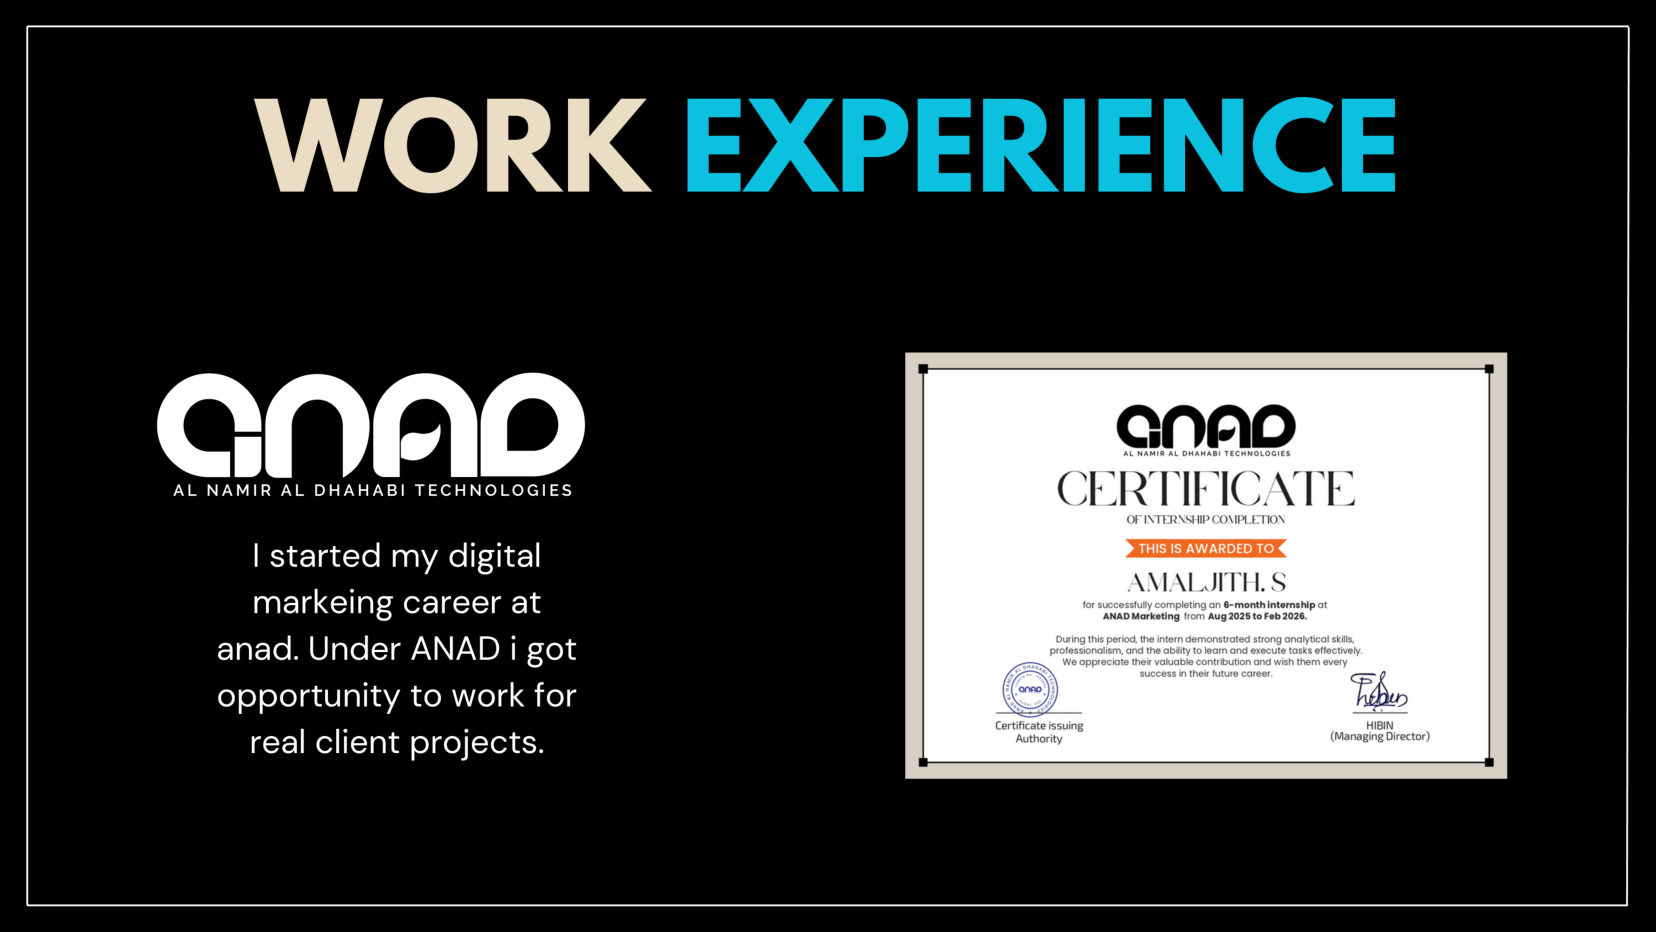 WORK EXPERIENCE
anad
AL NAMIR AL DHAHABI TECHNOLOGIES
I started my digital
markeing career at
anad. Under ANAD i got
opportunity to work for
real client projects.
anad
AL NAMIR AL DHAHABI TECHNOLOGIES
CERTIFICATE
OF INTERNSHIP COMPLETION
THIS IS AWARDED TO
AMALJITH. S
for successfully completing an 6-month internship at
ANAD Marketing from Aug 2025 to Feb 2026.
During this period, the intern demonstrated strong analytical skills,
professionalism, and the ability to learn and execute tasks effectively.
We appreciate their valuable contribution and wish them every
success in their future career.
anad
Certificate issuing
Authority
HIBIN
(Managing Director)